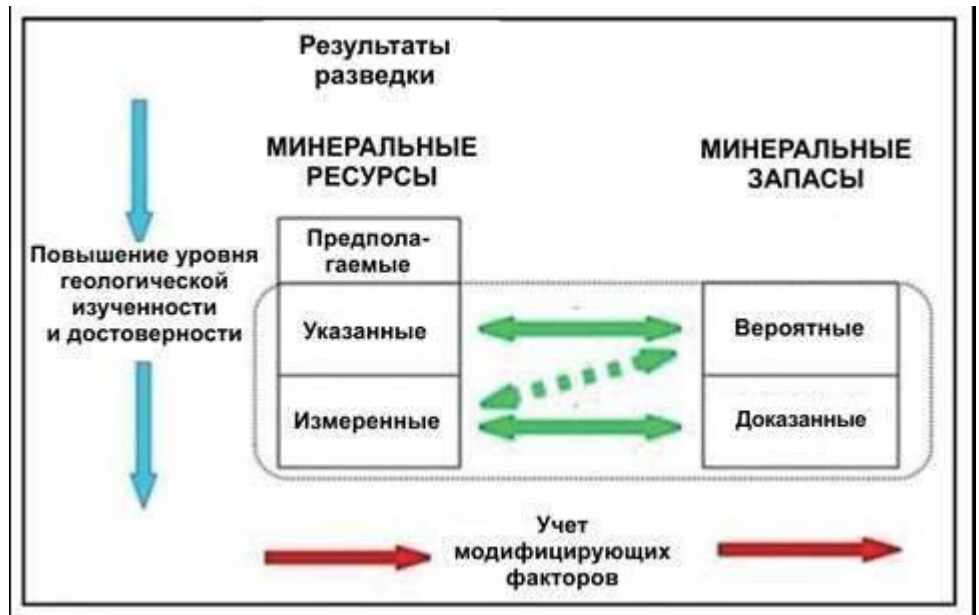 Результаты
разведки
МИНЕРАЛЬНЫЕ
РЕСУРСЫ
МИНЕРАЛЬНЫЕ
ЗАПАСЫ
Предпола-
гаемые
Повышение уровня
геологической
изученности
и достоверности
Указанные
Вероятные
Измеренные
Доказанные
Учет
модифицирующих
факторов